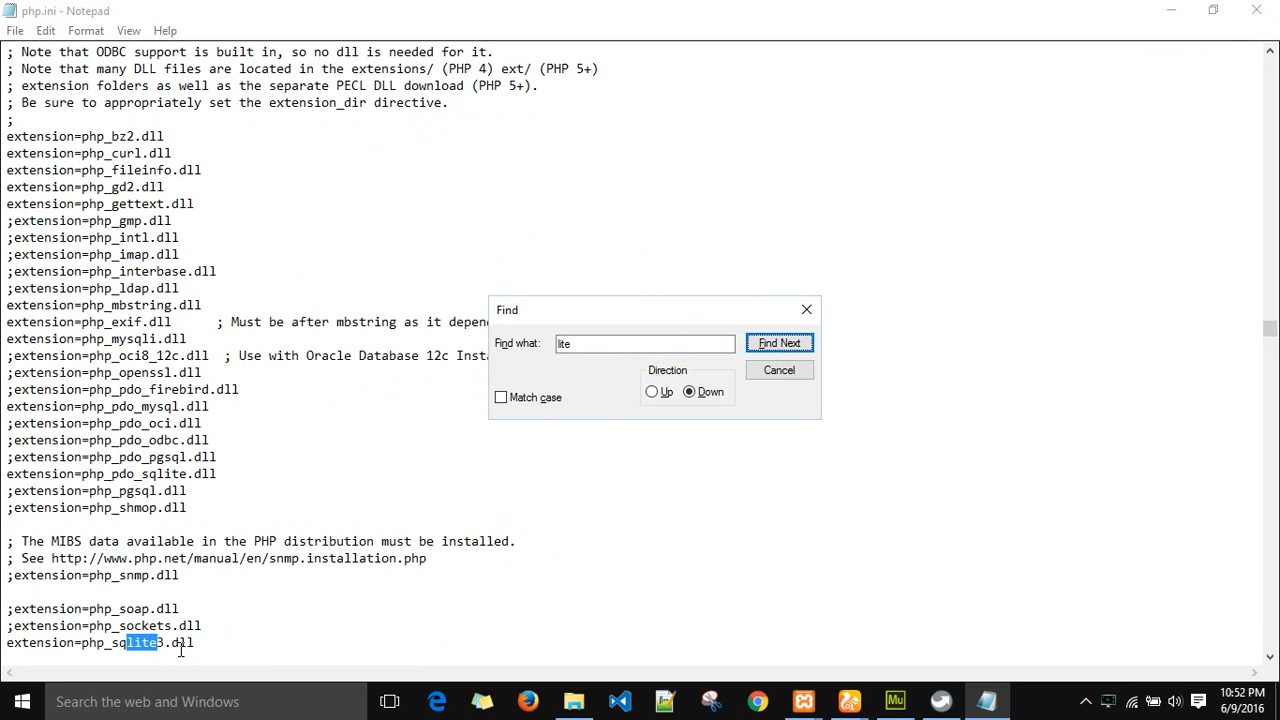 php.ini - Notepad
File Edit Format View Help
; Note that ODBC support is built in, so no dll is needed for it.
; Note that many DLL files are located in the extensions/ (PHP 4) ext/ (PHP 5+)
; extension folders as well as the separate PECL DLL download (PHP 5+).
; Be sure to appropriately set the extension_dir directive.
;
extension=php_bz2.dll
extension=php_curl.dll
extension=php_fileinfo.dll
extension=php_gd2.dll
extension=php_gettext.dll
;extension=php_gmp.dll
;extension=php_intl.dll
;extension=php_imap.dll
;extension=php_interbase.dll
;extension=php_ldap.dll
extension=php_mbstring.dll
extension=php_exif.dll ; Must be after mbstring as it depen
extension=php_mysqli.dll
;extension=php_oci8_12c.dll ; Use with Oracle Database 12c Insta
;extension=php_openssl.dll
;extension=php_pdo_firebird.dll
extension=php_pdo_mysql.dll
;extension=php_pdo_oci.dll
;extension=php_pdo_odbc.dll
;extension=php_pdo_pgsql.dll
extension=php_pdo_sqlite.dll
;extension=php_pgsql.dll
;extension=php_shmop.dll
; The MIBS data available in the PHP distribution must be installed.
; See http://www.php.net/manual/en/snmp.installation.php
;extension=php_snmp.dll
;extension=php_soap.dll
;extension=php_sockets.dll
extension=php_sqlite3.dll
Find
Find what: lite
Find Next
Direction
Cancel
Up Down
Match case
Search the web and Windows
Mu
10:52 PM
6/9/2016